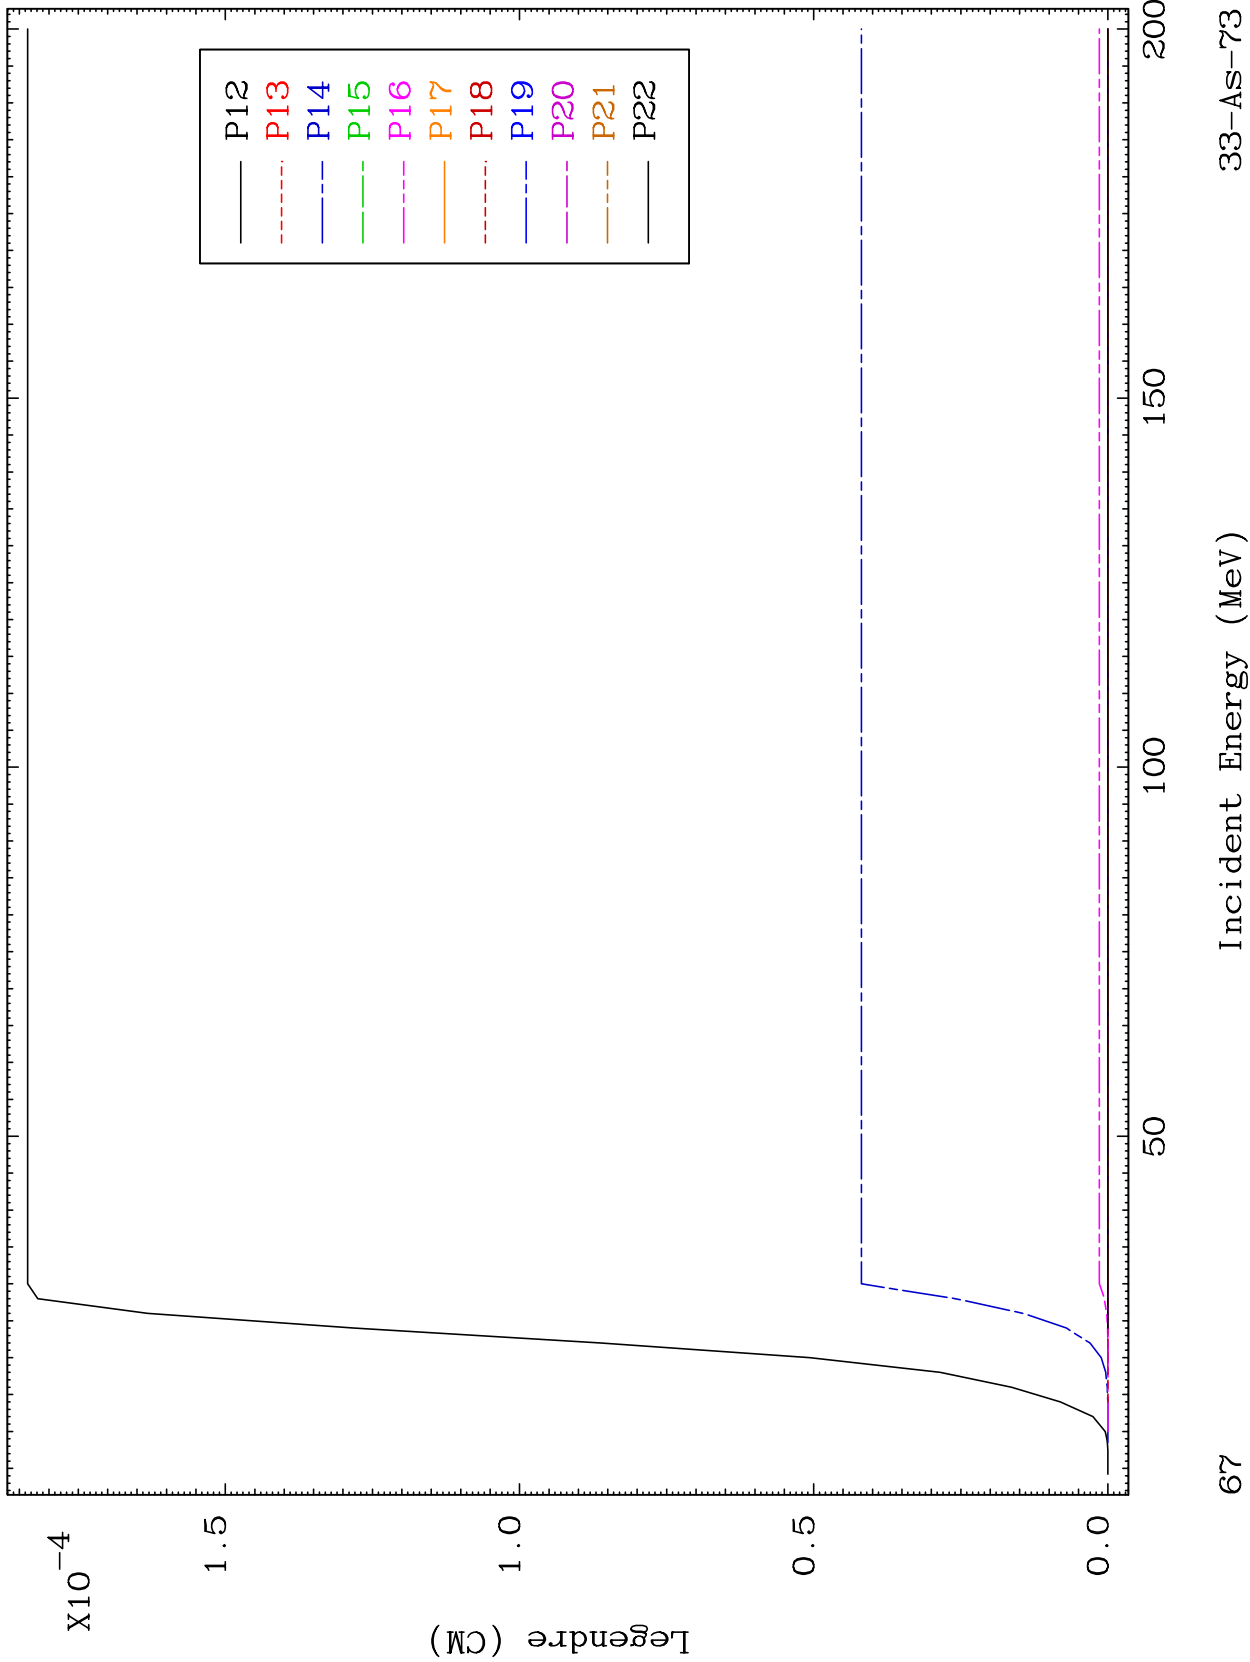 X10-4
Legendre (CM)
1.5
1.0
0.5
0.0
P12
P13
P14
P15
P16
P17
P18
P19
P20
P21
P22
50
100
150
200
Incident Energy (MeV)
67
33-As-73